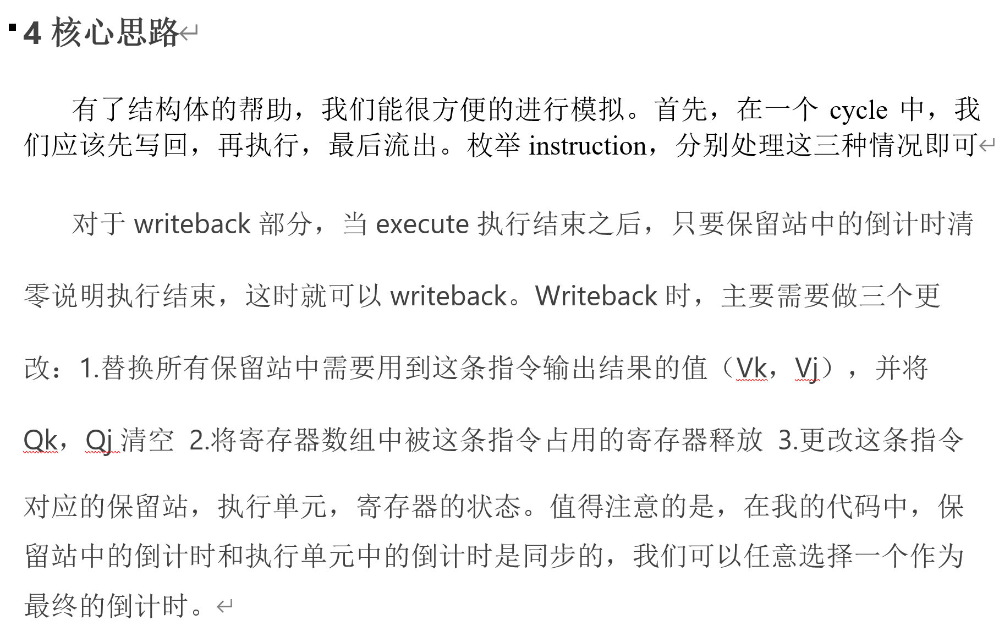 4 核心思路
有了结构体的帮助，我们能很方便的进行模拟。首先，在一个 cycle 中，我
们应该先写回，再执行，最后流出。枚举 instruction，分别处理这三种情况即可
对于 writeback 部分，当 execute 执行结束之后，只要保留站中的倒计时清
零说明执行结束，这时就可以 writeback。Writeback 时，主要需要做三个更
改：1.替换所有保留站中需要用到这条指令输出结果的值（Vk，Vj），并将
Qk，Qj 清空 2.将寄存器数组中被这条指令占用的寄存器释放 3.更改这条指令
对应的保留站，执行单元，寄存器的状态。值得注意的是，在我的代码中，保
留站中的倒计时和执行单元中的倒计时是同步的，我们可以任意选择一个作为
最终的倒计时。